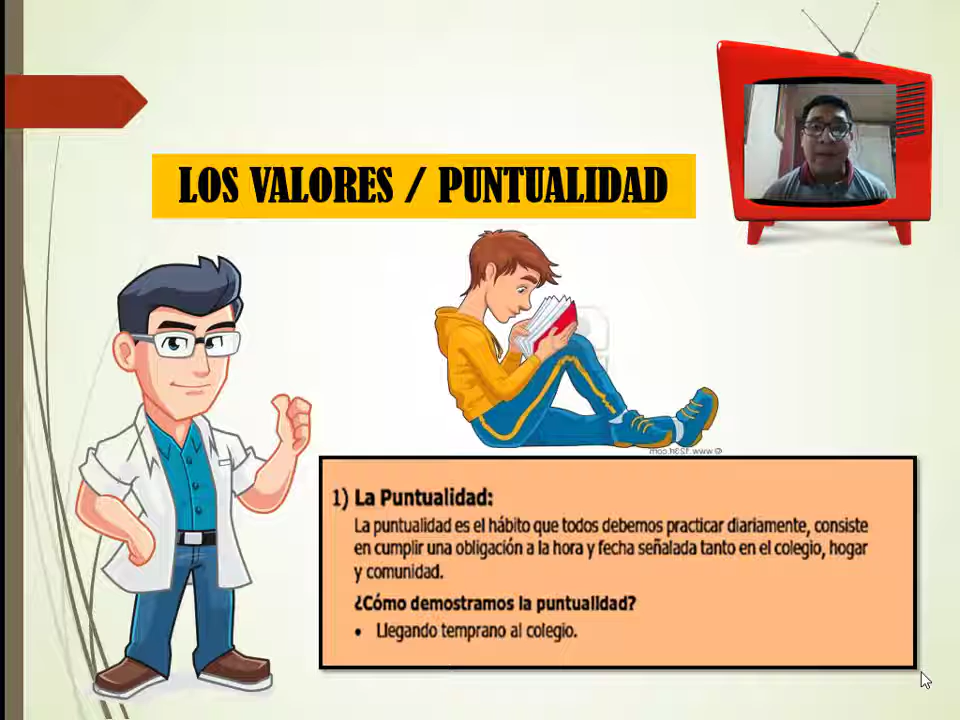 LOS VALORES / PUNTUALIDAD
1) La Puntualidad:
La puntualidad es el hábito que todos debemos practicar diariamente, consiste
en cumplir una obligación a la hora y fecha señalada tanto en el colegio, hogar
y comunidad.
¿Cómo demostramos la puntualidad?
• Llegando temprano al colegio.